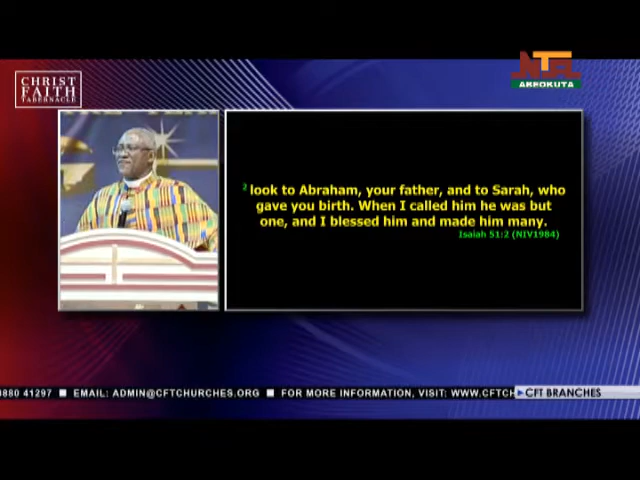 CHRIST
FAITH
TABERNACLE
NTA
ABEOKUTA
2 look to Abraham, your father, and to Sarah, who
gave you birth. When I called him he was but
one, and I blessed him and made him many.
Isaiah 51:2 (NIV1984)
8880 41297 ■ EMAIL: ADMIN@CFTCHURCHES.ORG ■ FOR MORE INFORMATION, VISIT: WWW.CFTCH
CFT BRANCHES